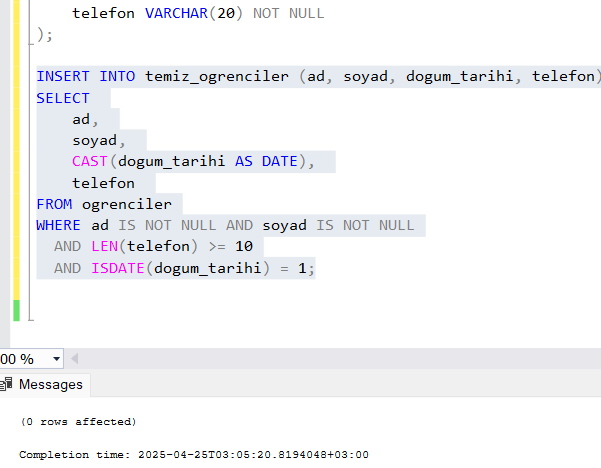 telefon VARCHAR(20) NOT NULL
);
INSERT INTO temiz_ogrenciler (ad, soyad, dogum_tarihi, telefon)
SELECT
ad,
soyad,
CAST(dogum_tarihi AS DATE),
telefon
FROM ogrenciler
WHERE ad IS NOT NULL AND soyad IS NOT NULL
AND LEN(telefon) >= 10
AND ISDATE(dogum_tarihi) = 1;
00 %
Messages
(0 rows affected)
Completion time: 2025-04-25T03:05:20.8194048+03:00